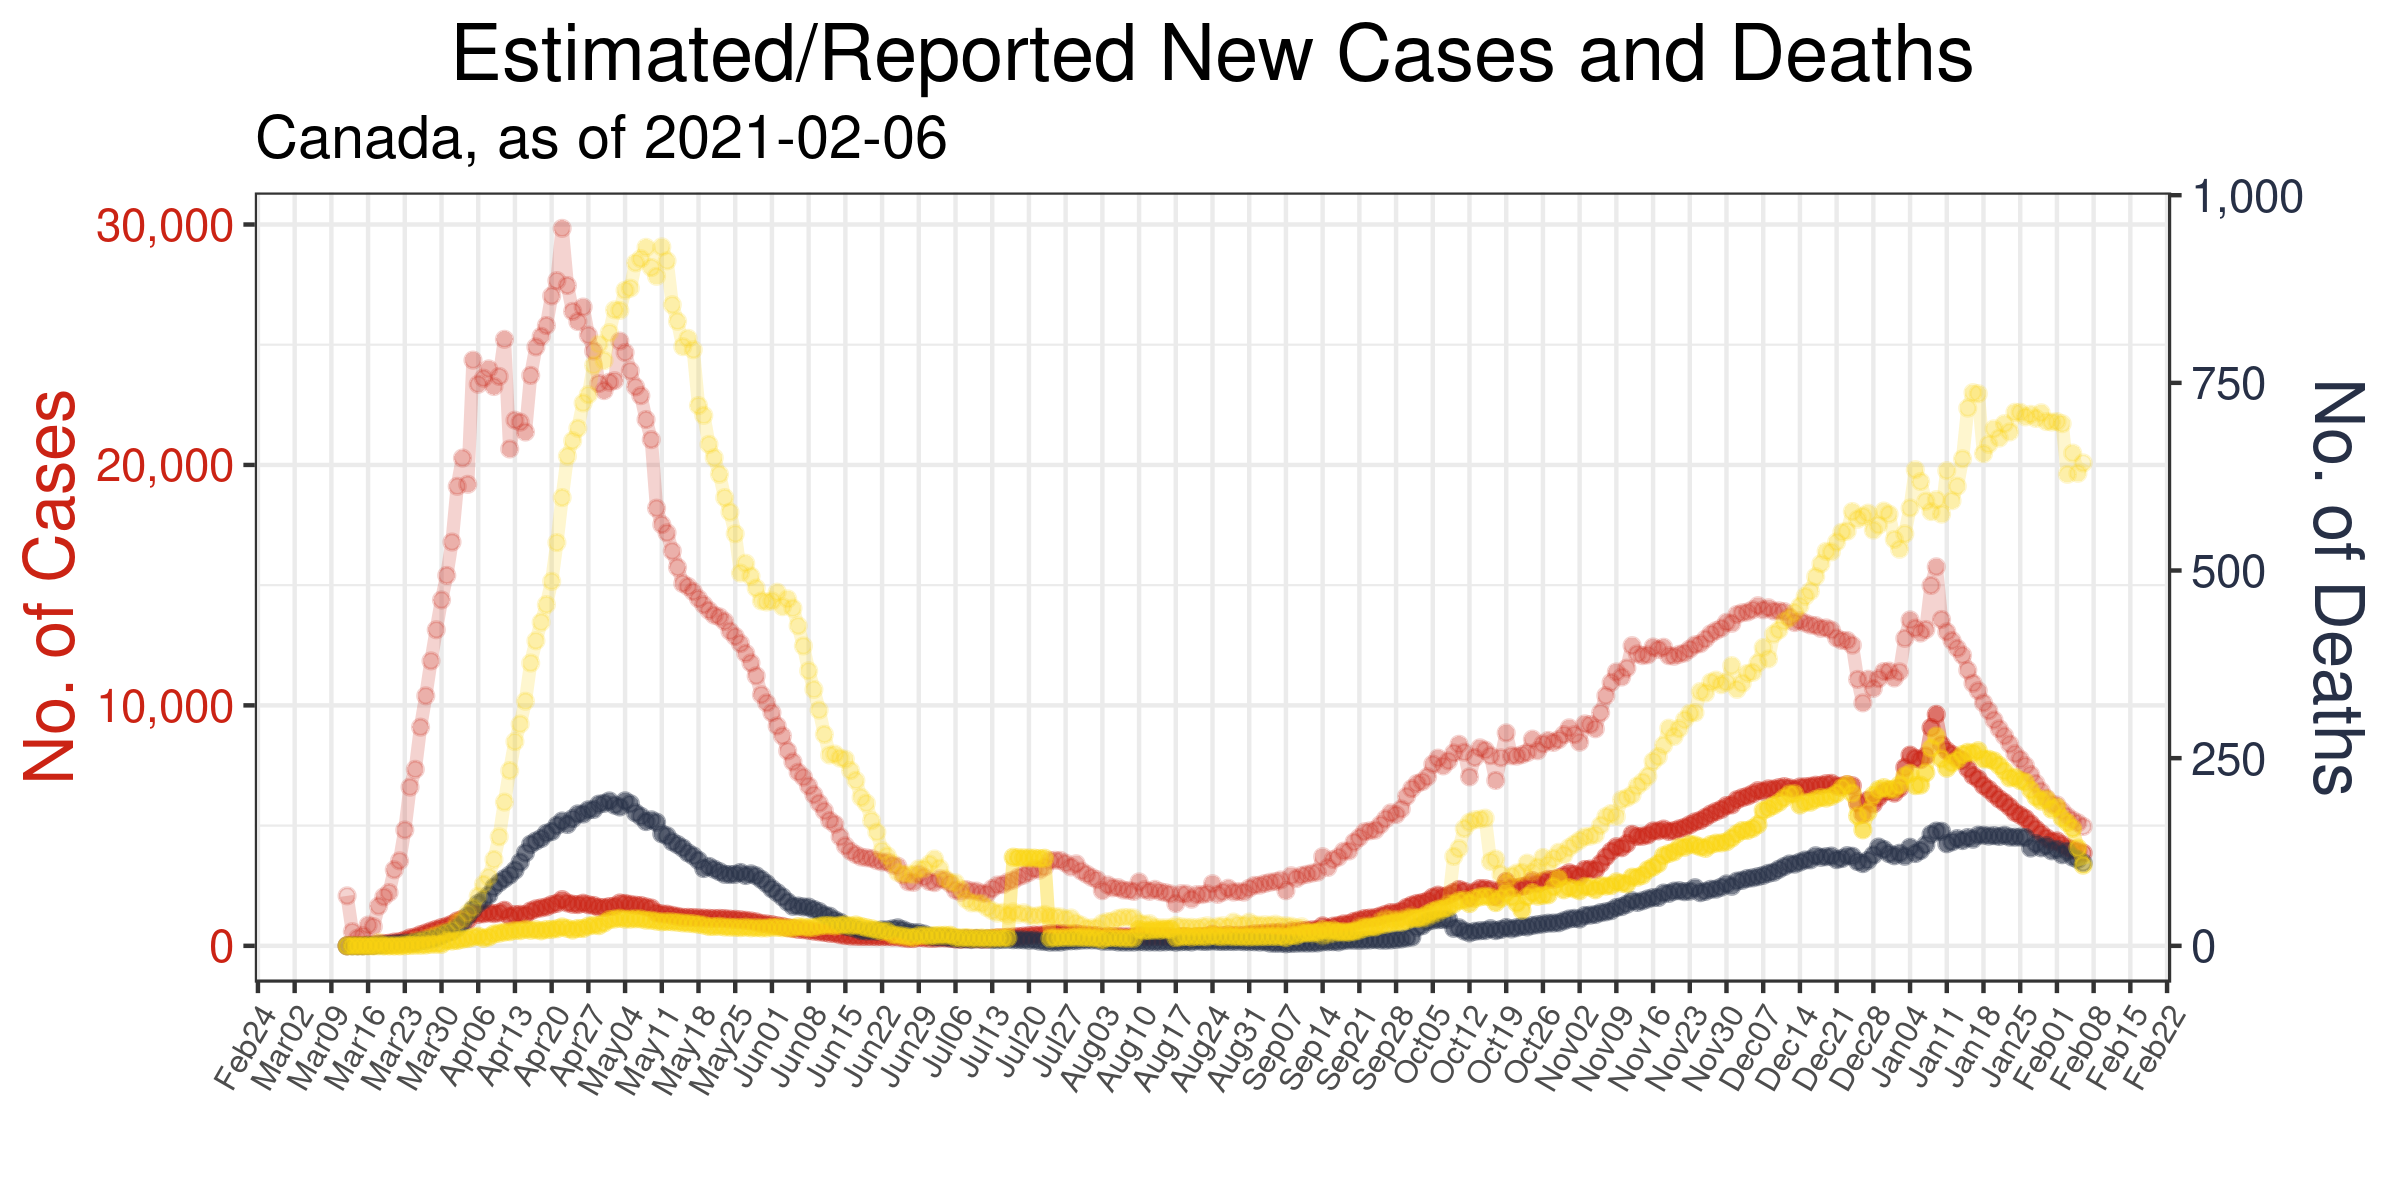 Estimated/Reported New Cases and Deaths
Canada, as of 2021-02-06
No. of Cases
30,000
20,000
10,000
0
1,000
750
500
250
0
No. of Deaths
Feb24
Mar02
Mar09
Mar16
Mar23
Mar30
Apr06
Apr13
Apr20
Apr27
May04
May11
May18
May25
Jun01
Jun08
Jun15
Jun22
Jun29
Jul06
Jul13
Jul20
Jul27
Aug03
Aug10
Aug17
Aug24
Aug31
Sep07
Sep14
Sep21
Sep28
Oct05
Oct12
Oct19
Oct26
Nov02
Nov09
Nov16
Nov23
Nov30
Dec07
Dec14
Dec21
Dec28
Jan04
Jan11
Jan18
Jan25
Feb01
Feb08
Feb15
Feb22